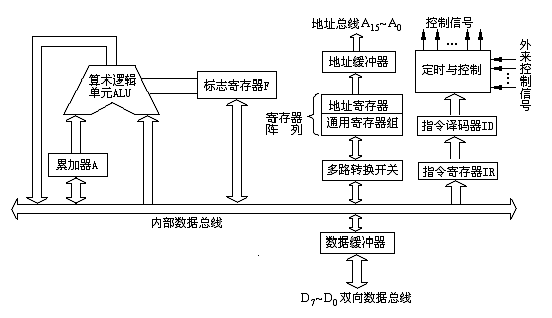 地址总线A15~A0
控制信号
算术逻辑
单元ALU
标志寄存器F
地址缓冲器
定时与控制
外来控制信号
寄存器
阵 列
地址寄存器
通用寄存器组
指令译码器ID
累加器A
多路转换开关
指令寄存器IR
内部数据总线
数据缓冲器
D7~D0 双向数据总线